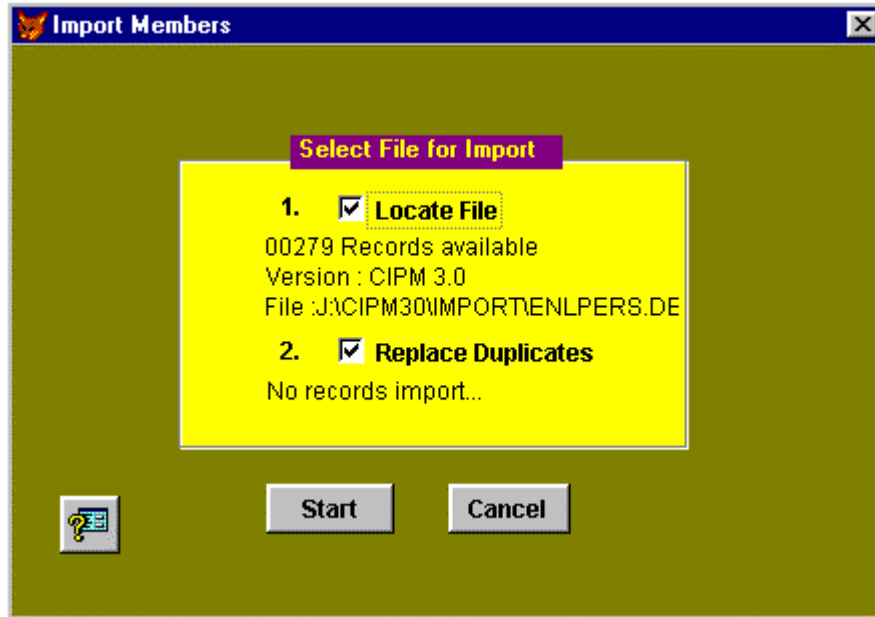 Import Members
Select File for Import
1. Locate File
00279 Records available
Version : CIPM 3.0
File :J:\CIPM30\IMPORT\ENLPERS.DE
2. Replace Duplicates
No records import...
Start Cancel